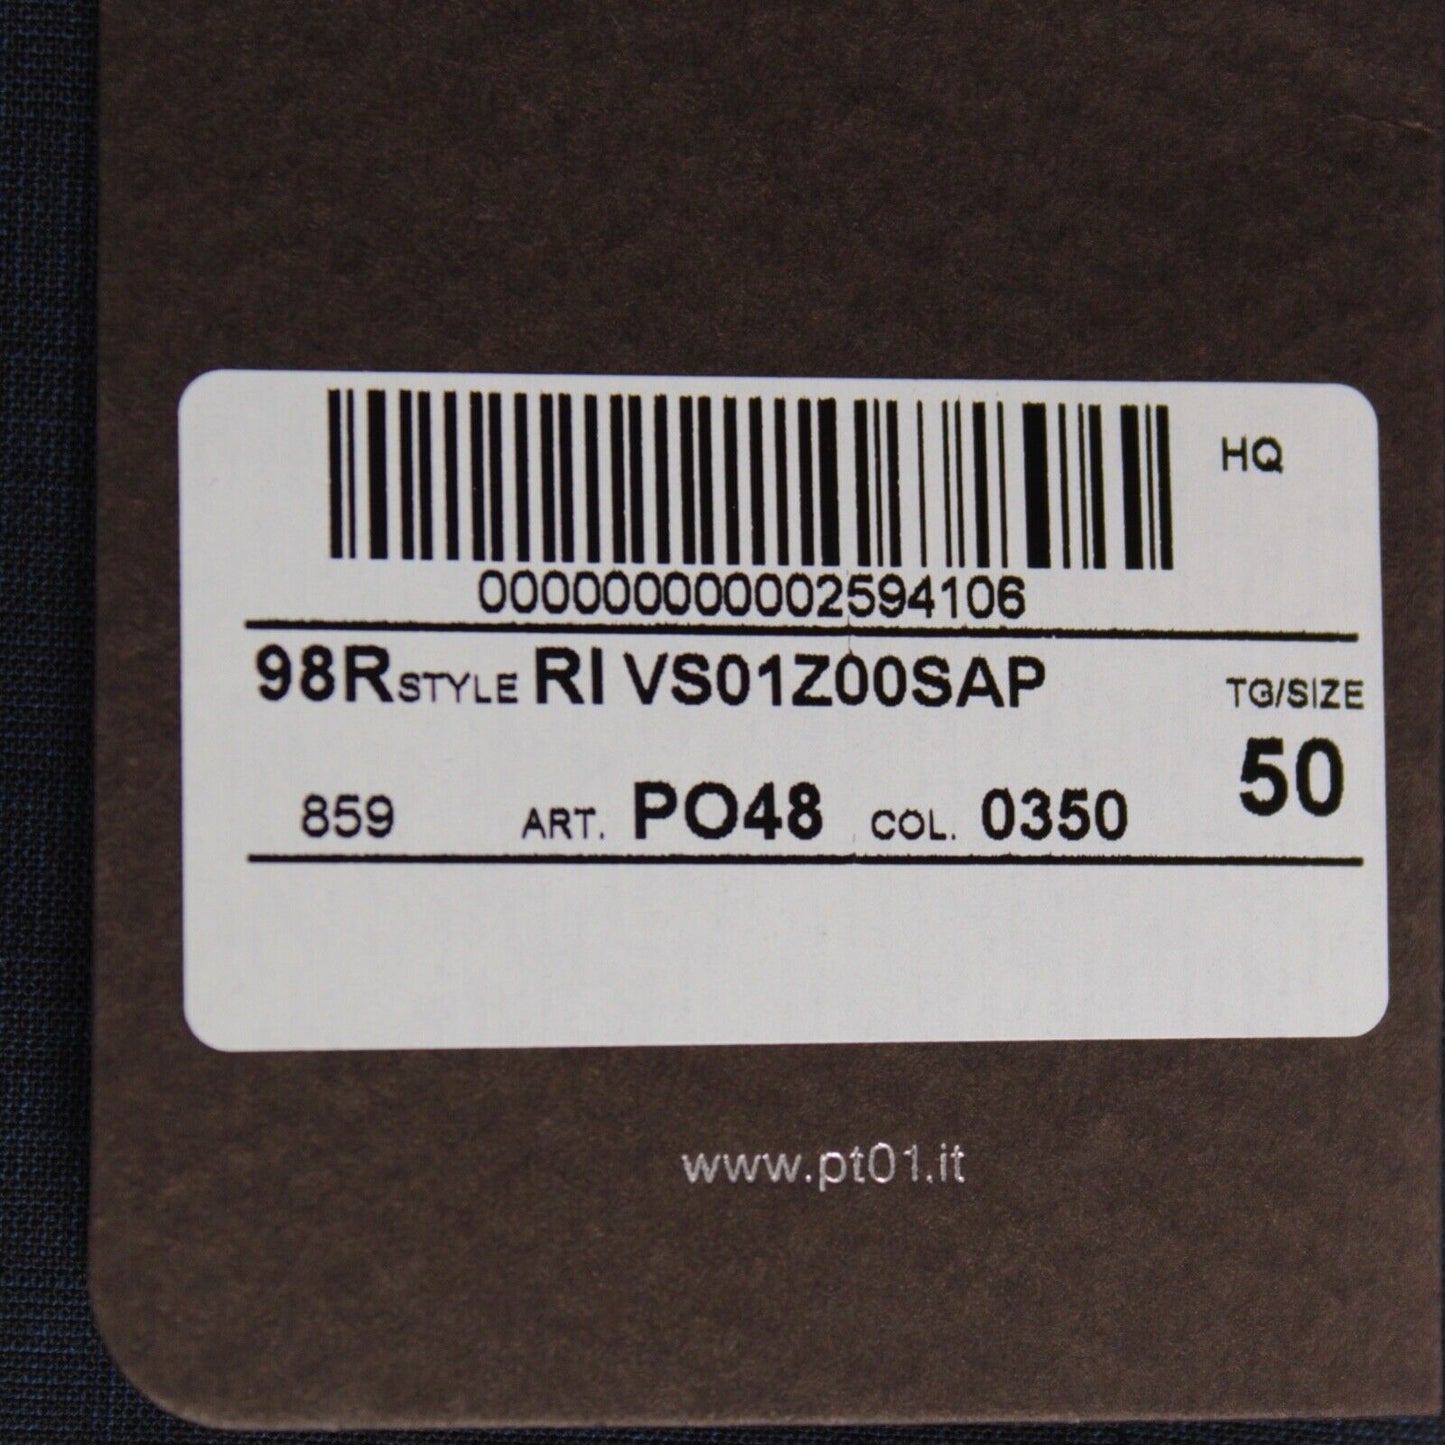 HQ
000000000002594106
98R STYLE RI VS01Z00SAP TG/SIZE
859 ART. PO48 COL. 0350 50
www.pt01.it